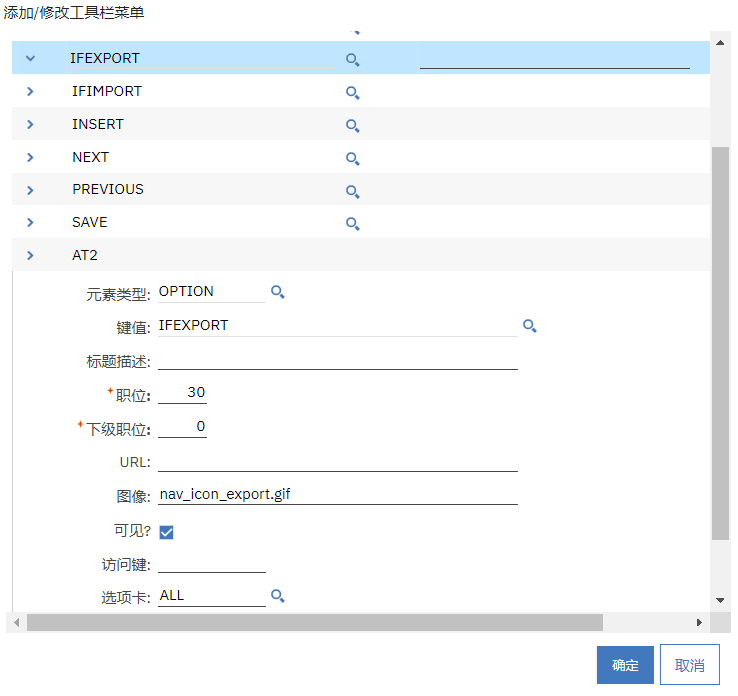 添加/修改工具栏菜单
IFEXPORT
IFIMPORT
INSERT
NEXT
PREVIOUS
SAVE
AT2
元素类型: OPTION
键值: IFEXPORT
标题描述:
*职位: 30
*下级职位: 0
URL:
图像: nav_icon_export.gif
可见?
访问键:
选项卡: ALL
确定 取消